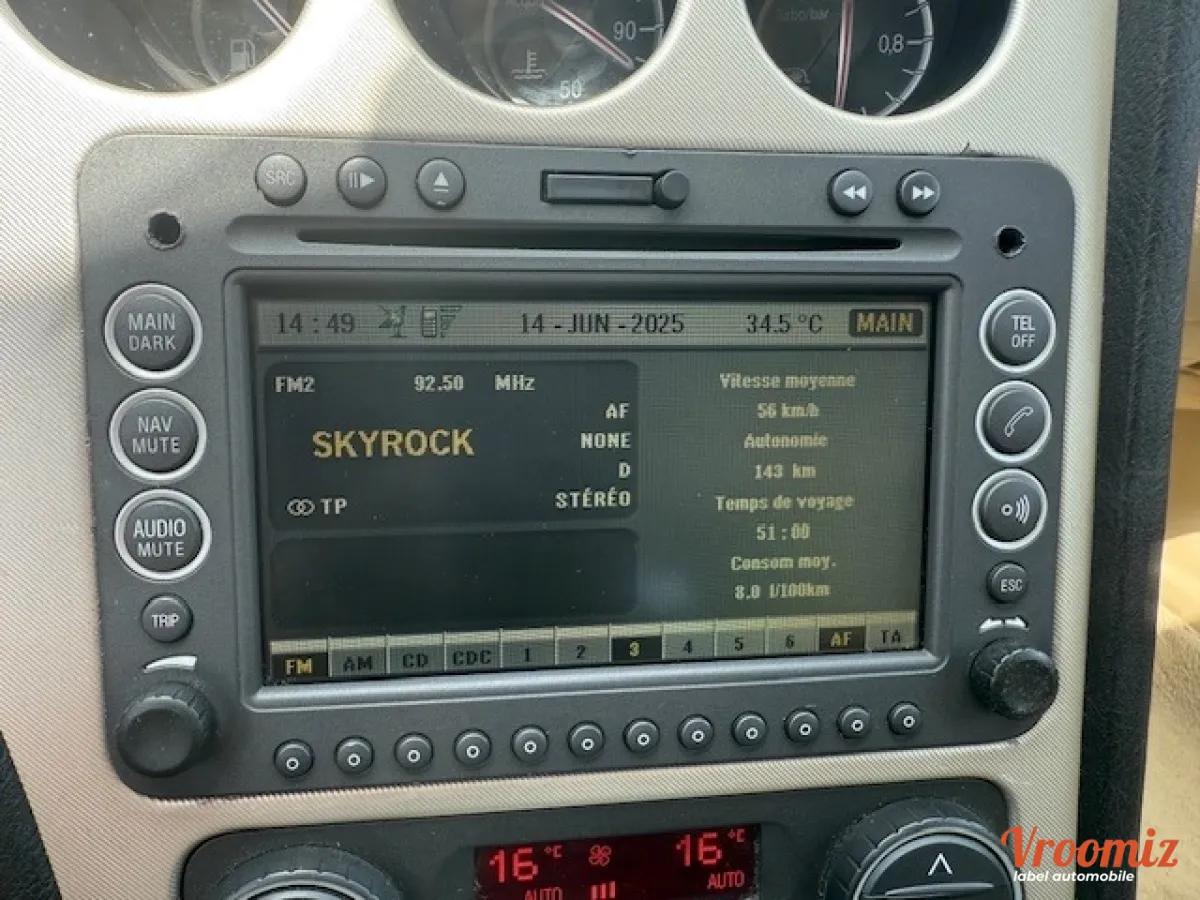 90
50
turbo/bar
0,8
SRC
MAIN DARK
NAV MUTE
AUDIO MUTE
TRIP
14:49 14-JUN-2025 34.5 °C MAIN
FM2 92.50 MHz
AF
SKYROCK NONE
D
TP STÉRÉO
Vitesse moyenne
56 km/h
Autonomie
143 km
Temps de voyage
51:00
Consom moy.
8.0 l/100km
FM AM CD CDC 1 2 3 4 5 6 AF TA
TEL OFF
ESC
16 °C 16 °C
AUTO AUTO
Vroomiz
label automobile